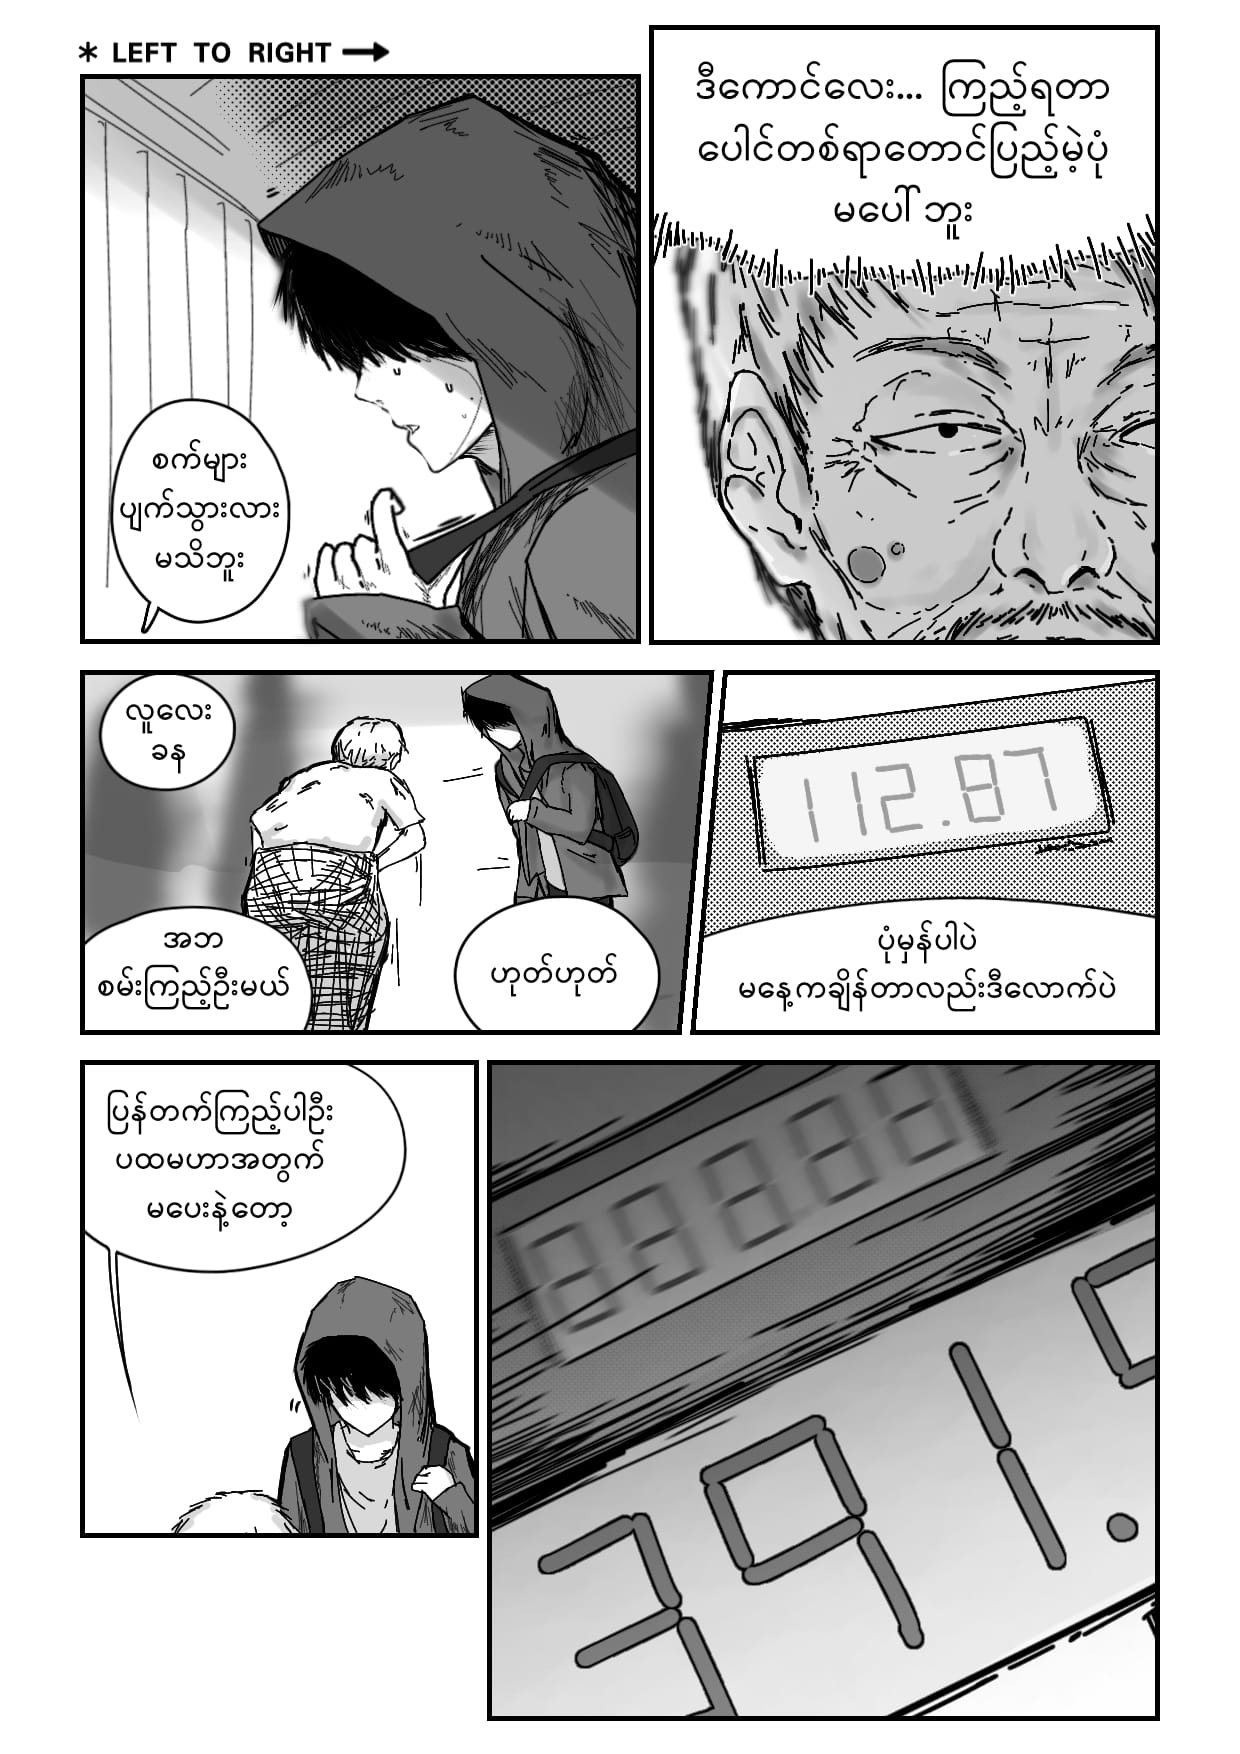 * LEFT TO RIGHT →
စက်များ
ပျက်သွားလား
မသိဘူး
ဒီကောင်လေး... ကြည့်ရတာ
ပေါင်တစ်ရာတောင်ပြည့်မဲ့ပုံ
မပေါ်ဘူး
လူလေး
ခန
အဘ
စမ်းကြည့်ဦးမယ်
ဟုတ်ဟုတ်
112.87
ပုံမှန်ပါပဲ
မနေ့ကချိန်တာလည်းဒီလောက်ပဲ
ပြန်တက်ကြည့်ပါဦး
ပထမဟာအတွက်
မပေးနဲ့တော့
391.